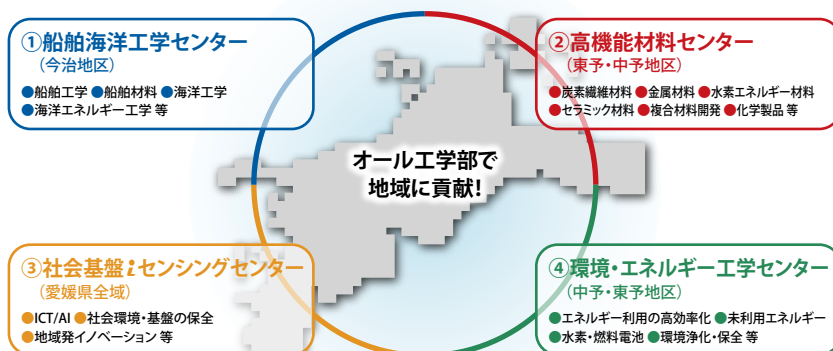 ①船舶海洋工学センター
（今治地区）
●船舶工学 ●船舶材料 ●海洋工学
●海洋エネルギー工学 等
②高機能材料センター
（東予・中予地区）
●炭素繊維材料 ●金属材料 ●水素エネルギー材料
●セラミック材料 ●複合材料開発 ●化学製品 等
オール工学部で
地域に貢献！
③社会基盤iセンシングセンター
（愛媛県全域）
●ICT/AI ●社会環境・基盤の保全
●地域発イノベーション 等
④環境・エネルギー工学センター
（中予・東予地区）
●エネルギー利用の高効率化 ●未利用エネルギー
●水素・燃料電池 ●環境浄化・保全 等